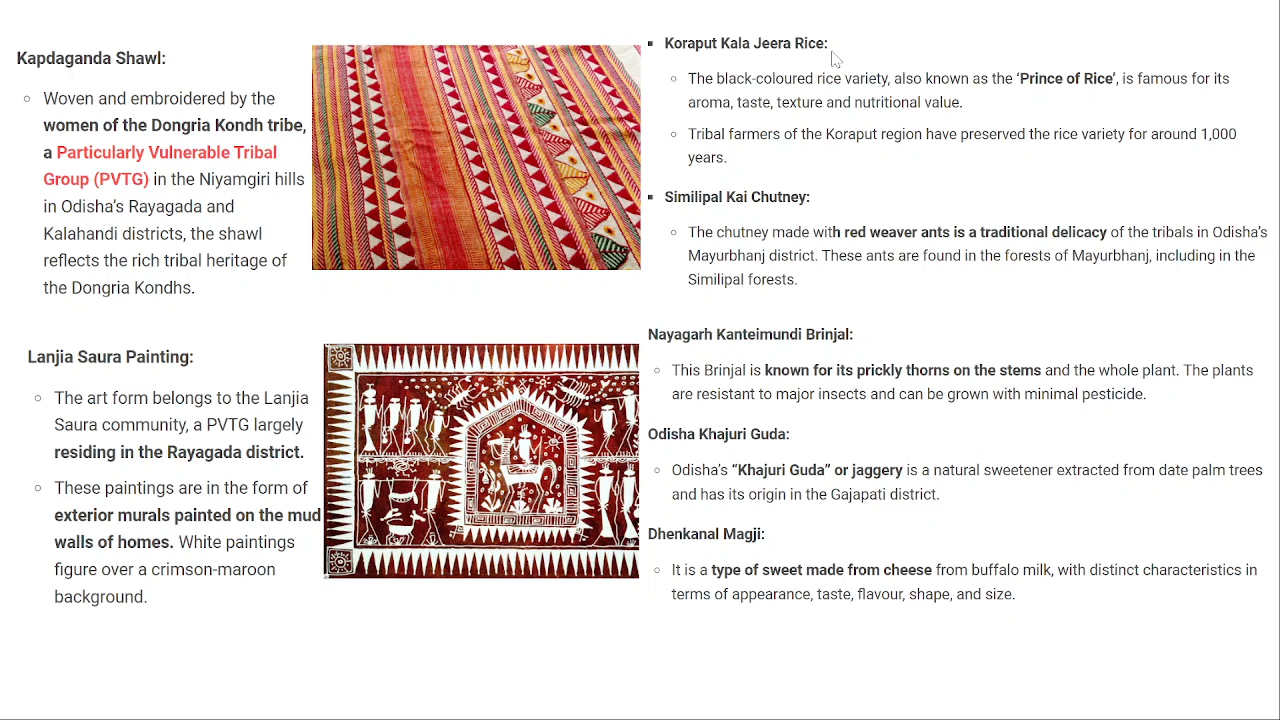 Kapdaganda Shawl:
Woven and embroidered by the
women of the Dongria Kondh tribe,
a Particularly Vulnerable Tribal
Group (PVTG) in the Niyamgiri hills
in Odisha's Rayagada and
Kalahandi districts, the shawl
reflects the rich tribal heritage of
the Dongria Kondhs.
Lanjia Saura Painting:
The art form belongs to the Lanjia
Saura community, a PVTG largely
residing in the Rayagada district.
These paintings are in the form of
exterior murals painted on the mud
walls of homes. White paintings
figure over a crimson-maroon
background.
Koraput Kala Jeera Rice:
The black-coloured rice variety, also known as the ‘Prince of Rice’, is famous for its
aroma, taste, texture and nutritional value.
Tribal farmers of the Koraput region have preserved the rice variety for around 1,000
years.
Similipal Kai Chutney:
The chutney made with red weaver ants is a traditional delicacy of the tribals in Odisha’s
Mayurbhanj district. These ants are found in the forests of Mayurbhanj, including in the
Similipal forests.
Nayagarh Kanteimundi Brinjal:
This Brinjal is known for its prickly thorns on the stems and the whole plant. The plants
are resistant to major insects and can be grown with minimal pesticide.
Odisha Khajuri Guda:
Odisha's “Khajuri Guda” or jaggery is a natural sweetener extracted from date palm trees
and has its origin in the Gajapati district.
Dhenkanal Magji:
It is a type of sweet made from cheese from buffalo milk, with distinct characteristics in
terms of appearance, taste, flavour, shape, and size.